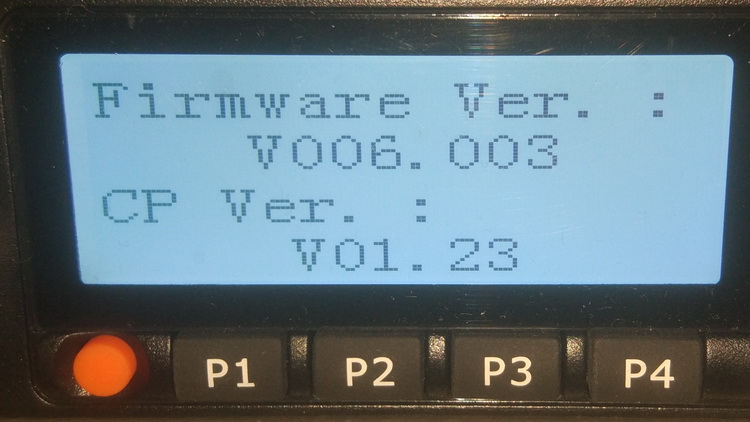 Firmware Ver. :
V006.003
CP Ver. :
V01.23
P1 P2 P3 P4